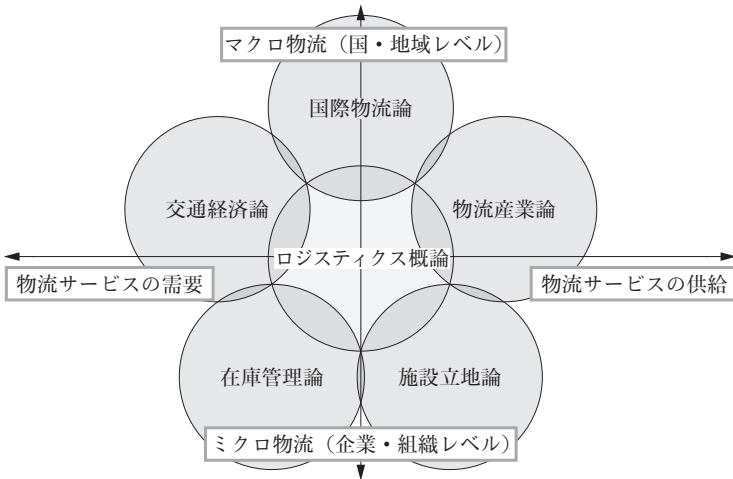 マクロ物流（国・地域レベル）
国際物流論
交通経済論
物流産業論
ロジスティクス概論
物流サービスの需要
物流サービスの供給
在庫管理論
施設立地論
ミクロ物流（企業・組織レベル）